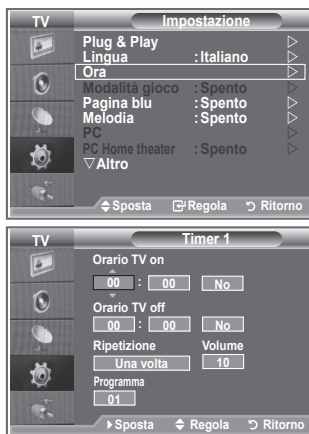 TV Impostazione
Plug & Play
Lingua : Italiano
Ora
Modalità gioco : Spento
Pagina blu : Spento
Melodia : Spento
PC
PC Home theater : Spento
▽Altro
Sposta Regola Ritorno
TV Timer 1
Orario TV on
00 : 00 No
Orario TV off
00 : 00 No
Ripetizione Volume
Una volta 10
Programma
01
Sposta Regola Ritorno